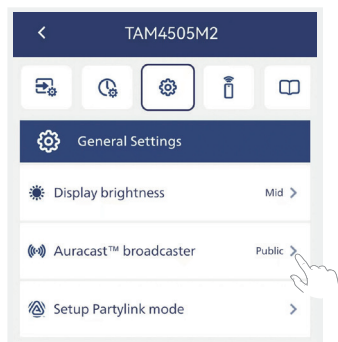 TAM4505M2
General Settings
Display brightness Mid
Auracast™ broadcaster Public
Setup Partylink mode